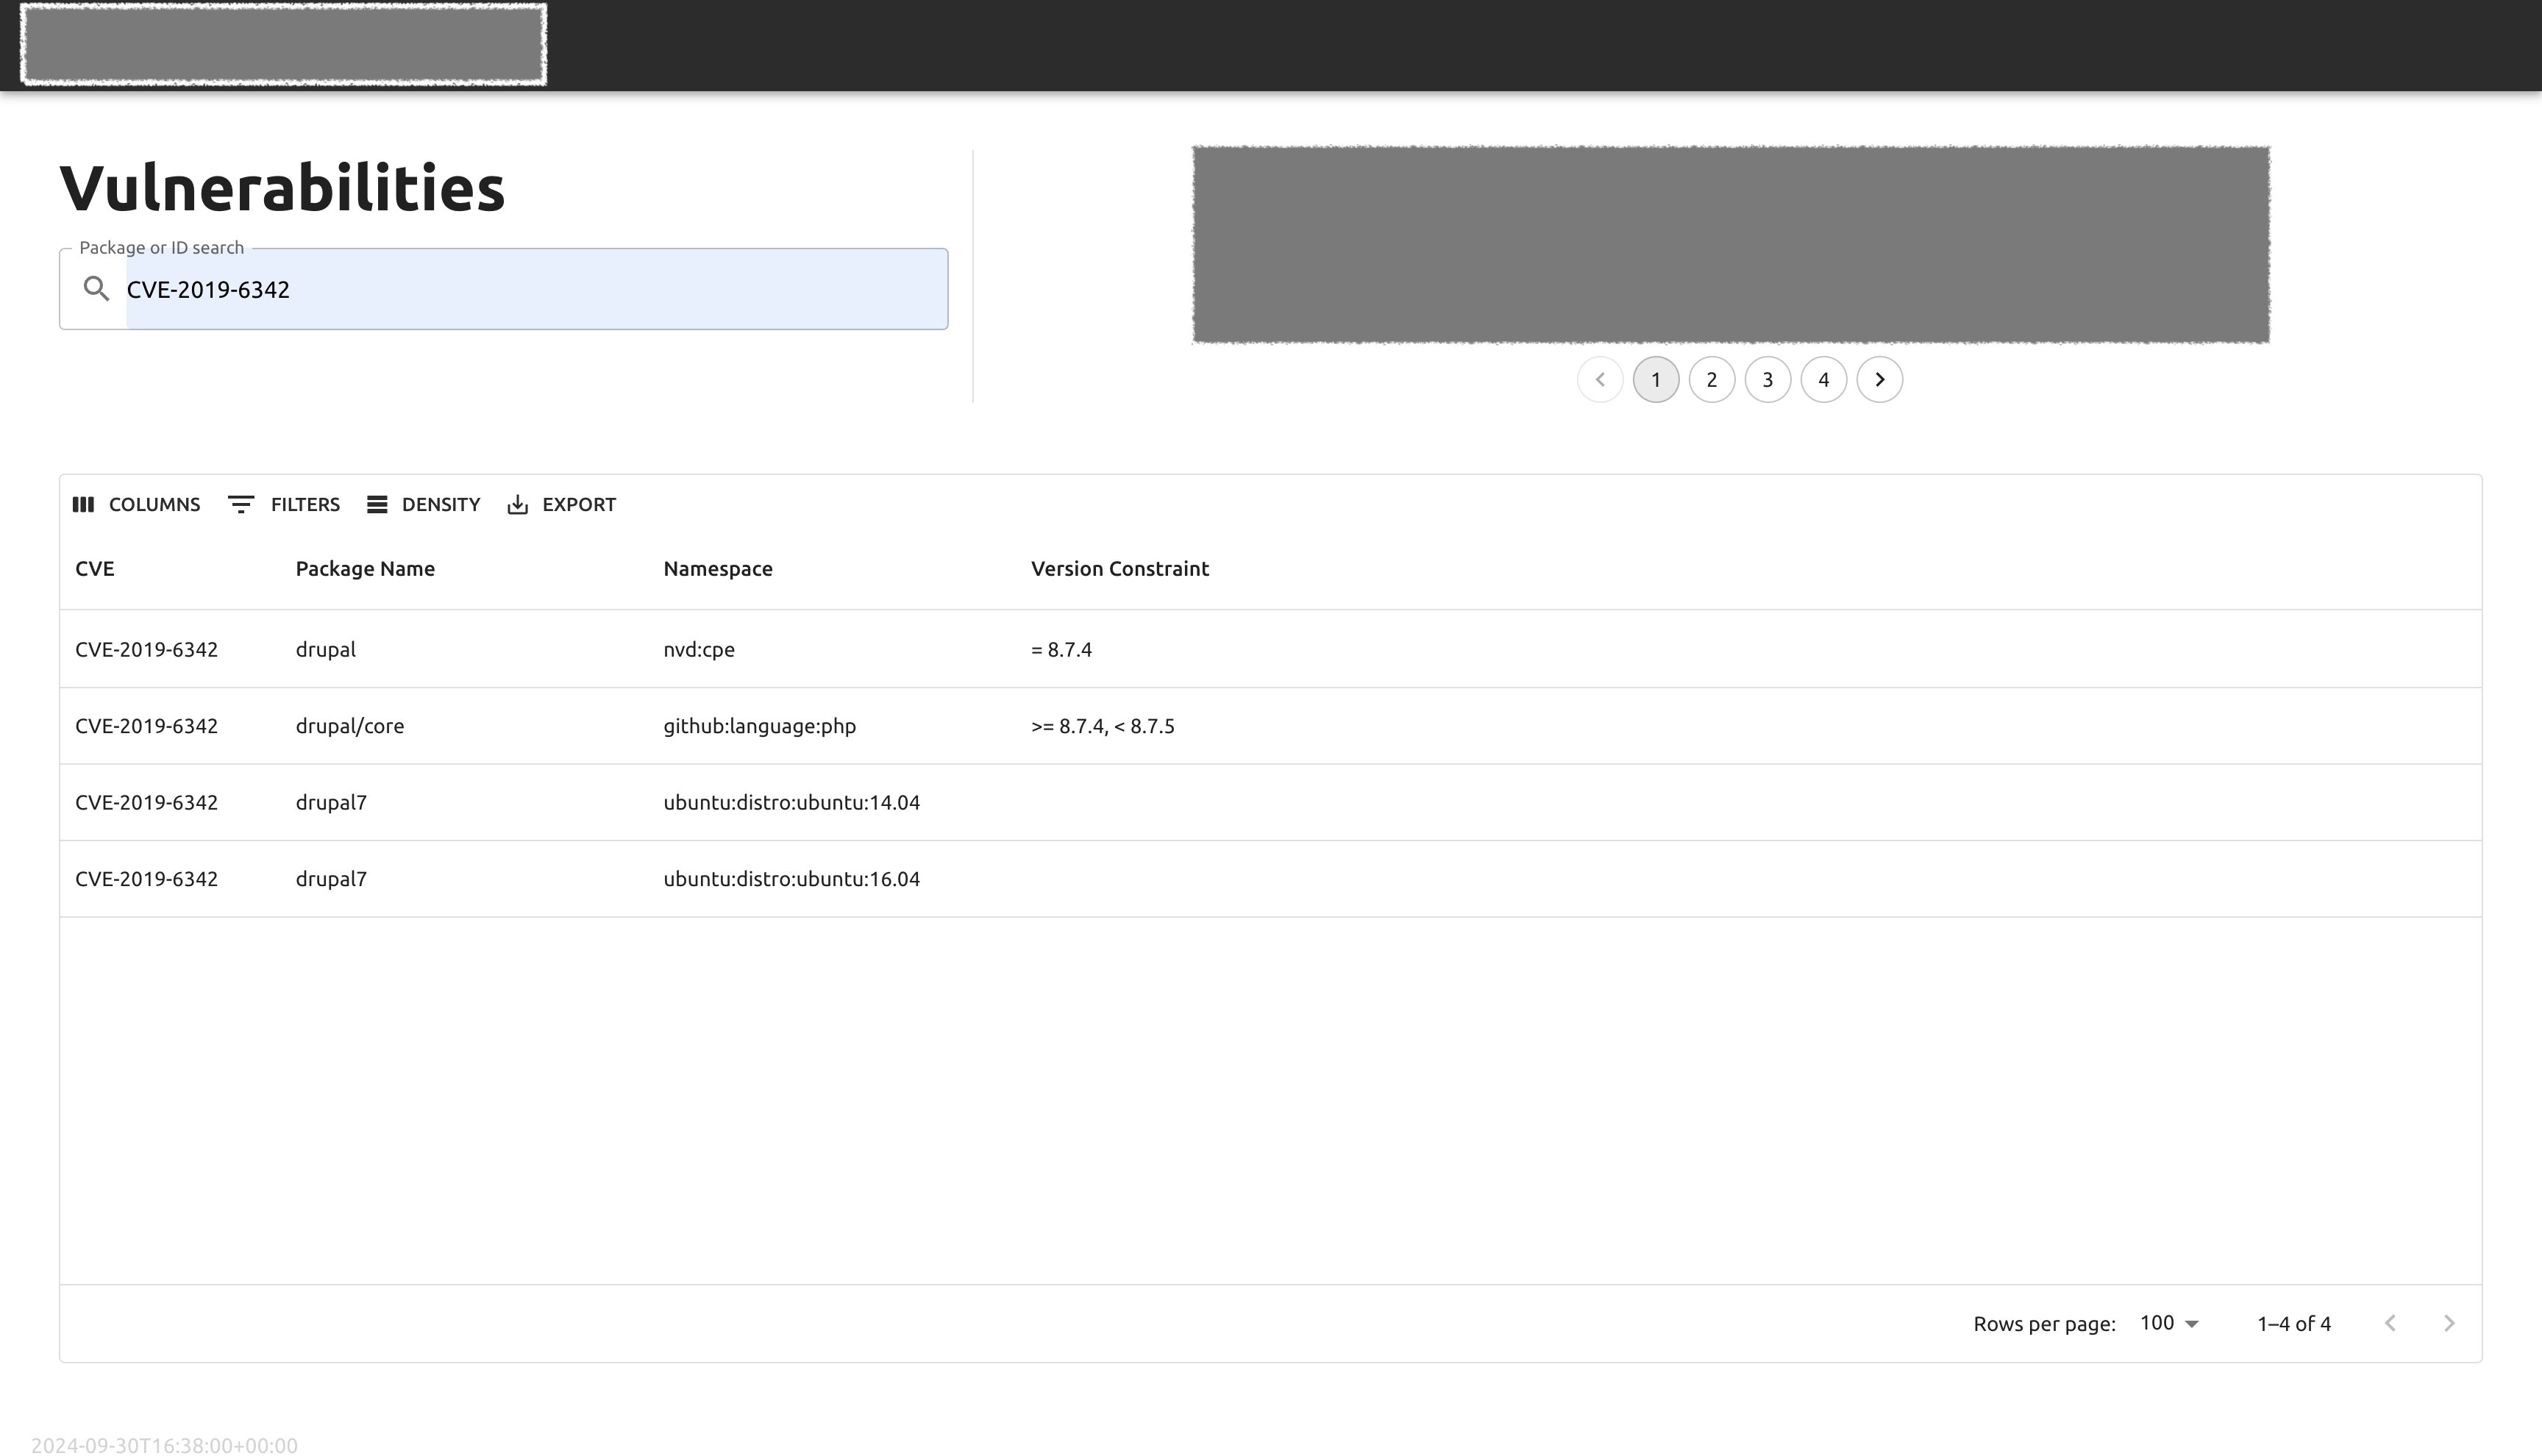 Vulnerabilities
Package or ID search
CVE-2019-6342
1 2 3 4
COLUMNS FILTERS DENSITY EXPORT
CVE Package Name Namespace Version Constraint
CVE-2019-6342 drupal nvd:cpe = 8.7.4
CVE-2019-6342 drupal/core github:language:php >= 8.7.4, < 8.7.5
CVE-2019-6342 drupal7 ubuntu:distro:ubuntu:14.04
CVE-2019-6342 drupal7 ubuntu:distro:ubuntu:16.04
Rows per page: 100 1–4 of 4
2024-09-30T16:38:00+00:00